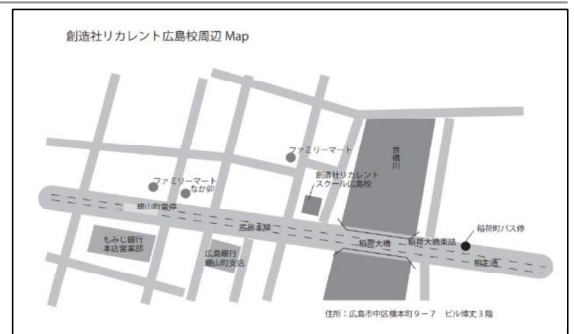 創造社リカレント広島校周辺 Map
ファミリーマート
京橋川
創造社リカレント
スクール広島校
ファミリーマート
なか卯
銀山町電停
広島本線
稲荷大橋
稲荷大橋東詰
稲荷町バス停
もみじ銀行
本店営業部
広島銀行
銀山町支店
相生通
住所：広島市中区橋本町９－７　ビル博丈３階